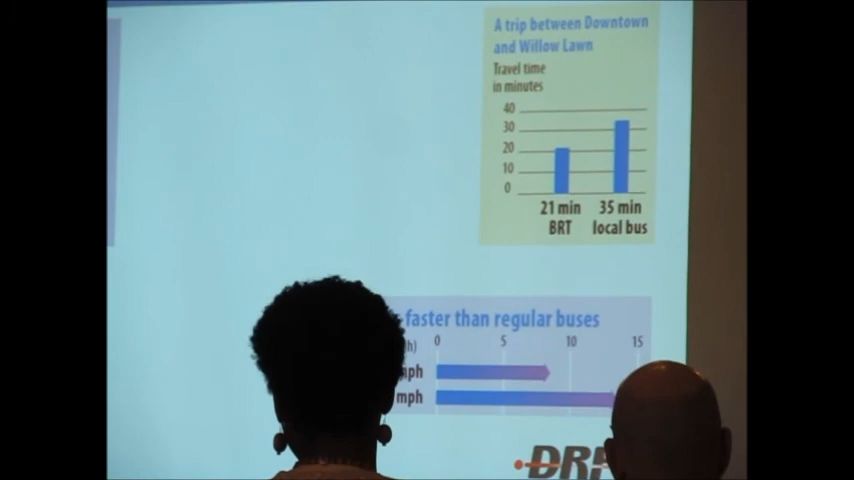 A trip between Downtown
and Willow Lawn
Travel time
in minutes
40
30
20
10
0
21 min 35 min
BRT local bus
faster than regular buses
0 5 10 15
mph
mph